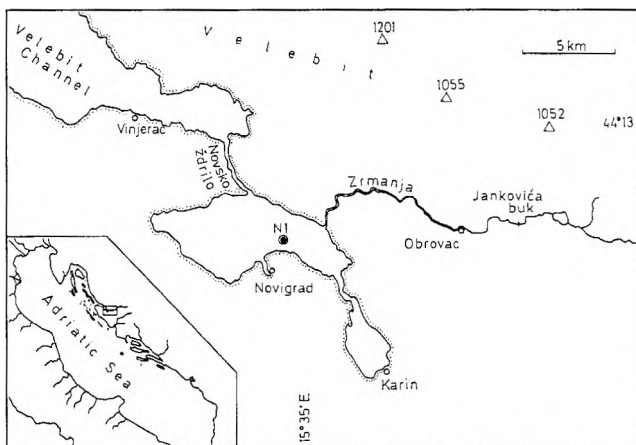 Velebit
Channel
Velebit
1201
1055
1052
5 km
44°13
Vinjerac
Novsko
ždrilo
Zrmanja
Jankovića
buk
Obrovac
N1
Novigrad
Karin
15°35' E
Adriatic Sea